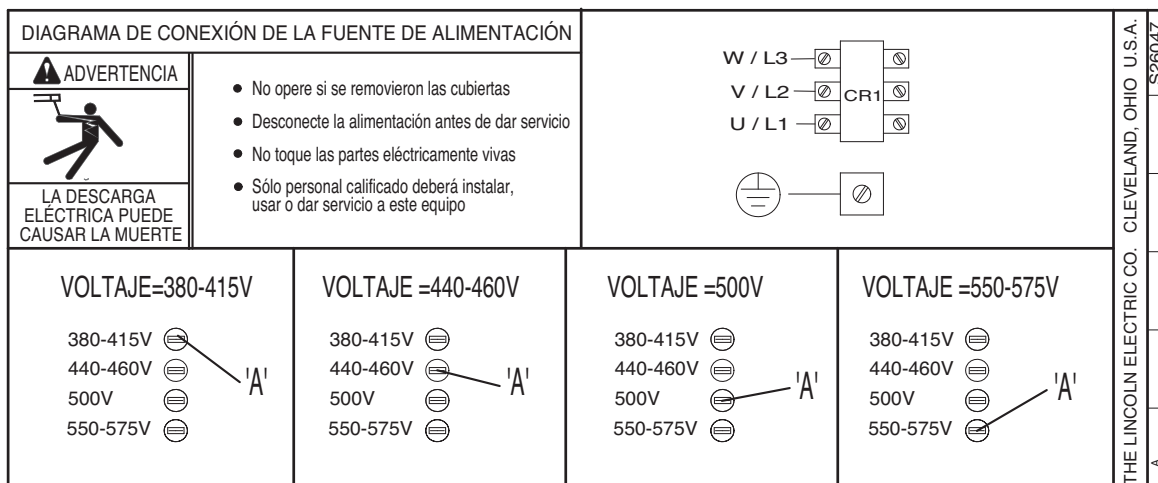 DIAGRAMA DE CONEXIÓN DE LA FUENTE DE ALIMENTACIÓN
ADVERTENCIA
LA DESCARGA
ELÉCTRICA PUEDE
CAUSAR LA MUERTE
No opere si se removieron las cubiertas
Desconecte la alimentación antes de dar servicio
No toque las partes eléctricamente vivas
Sólo personal calificado deberá instalar,
usar o dar servicio a este equipo
W / L3
V / L2
U / L1
CR1
VOLTAJE=380-415V
380-415V
440-460V
500V
550-575V
'A'
VOLTAJE =440-460V
380-415V
440-460V
500V
550-575V
'A'
VOLTAJE =500V
380-415V
440-460V
500V
550-575V
'A'
VOLTAJE =550-575V
380-415V
440-460V
500V
550-575V
'A'
THE LINCOLN ELECTRIC CO. CLEVELAND, OHIO U.S.A.
S26047
A